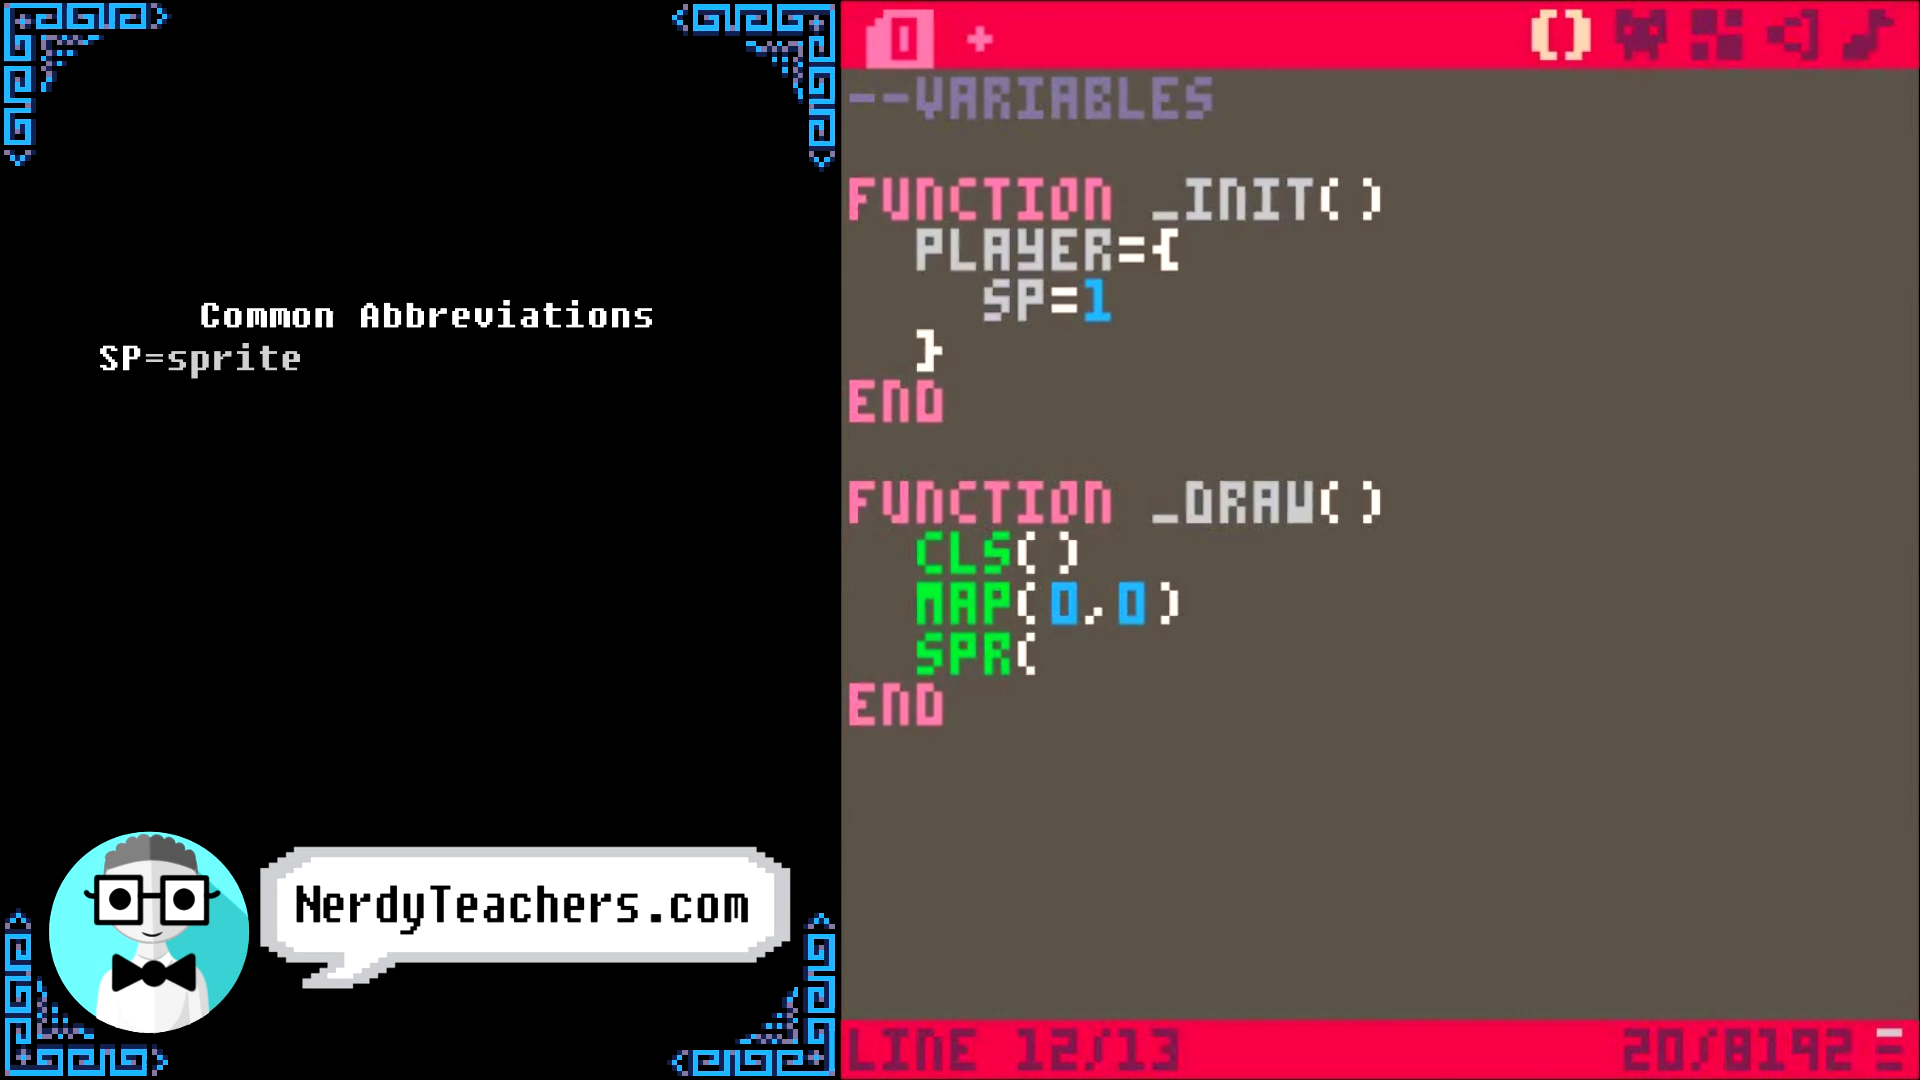 Common Abbreviations
SP=sprite
NerdyTeachers.com
0 +
--VARIABLES
FUNCTION _INIT()
PLAYER={
SP=1
}
END
FUNCTION _DRAW()
CLS()
MAP(0,0)
SPR(
END
LINE 12/13
20/8192